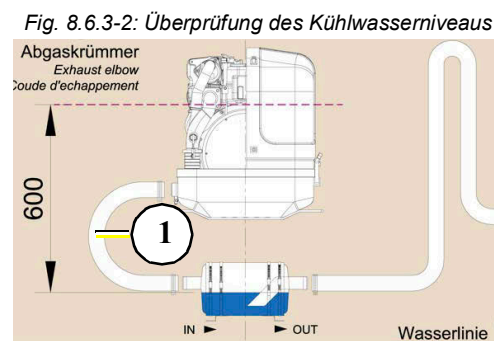 Fig. 8.6.3-2: Überprüfung des Kühlwasserniveaus
Abgaskrümmer
Exhaust elbow
Coude d'echappement
600
1
IN
OUT
Wasserlinie